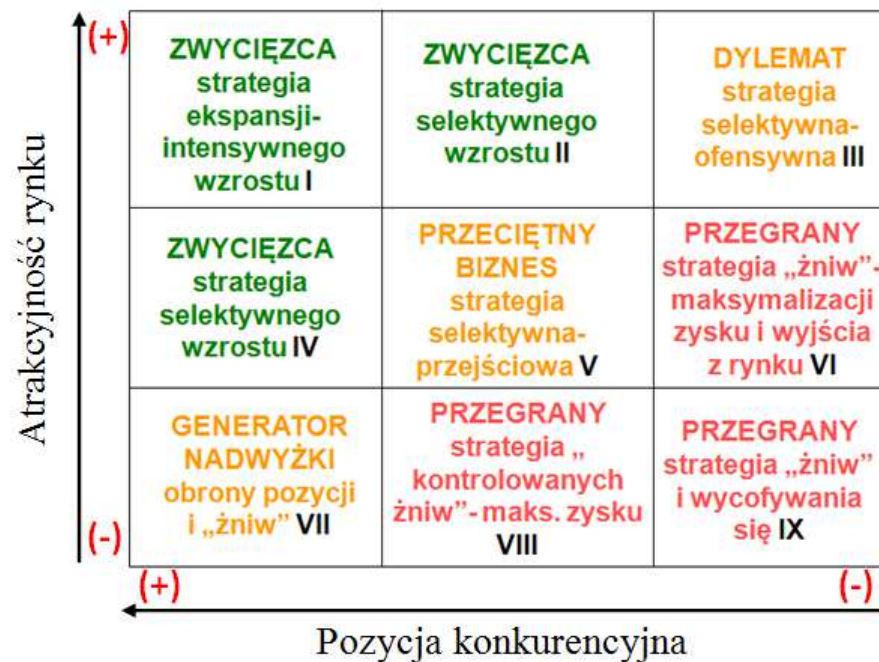 (+)
ZWYCIĘZCA
strategia
ekspansji-
intensywnego
wzrostu I
ZWYCIĘZCA
strategia
selektywnego
wzrostu II
DYLEMAT
strategia
selektywna-
ofensywna III
ZWYCIĘZCA
strategia
selektywnego
wzrostu IV
PRZECIĘTNY
BIZNES
strategia
selektywna-
przejściowa V
PRZEGRANY
strategia „żniw”-
maksymalizacji
zysku i wyjścia
z rynku VI
GENERATOR
NADWYŻKI
obrony pozycji
i „żniw” VII
PRZEGRANY
strategia „
kontrolowanych
żniw”- maks. zysku
VIII
PRZEGRANY
strategia „żniw”
i wycofywania
się IX
Atrakcyjność rynku
(-)
(+)
(-)
Pozycja konkurencyjna